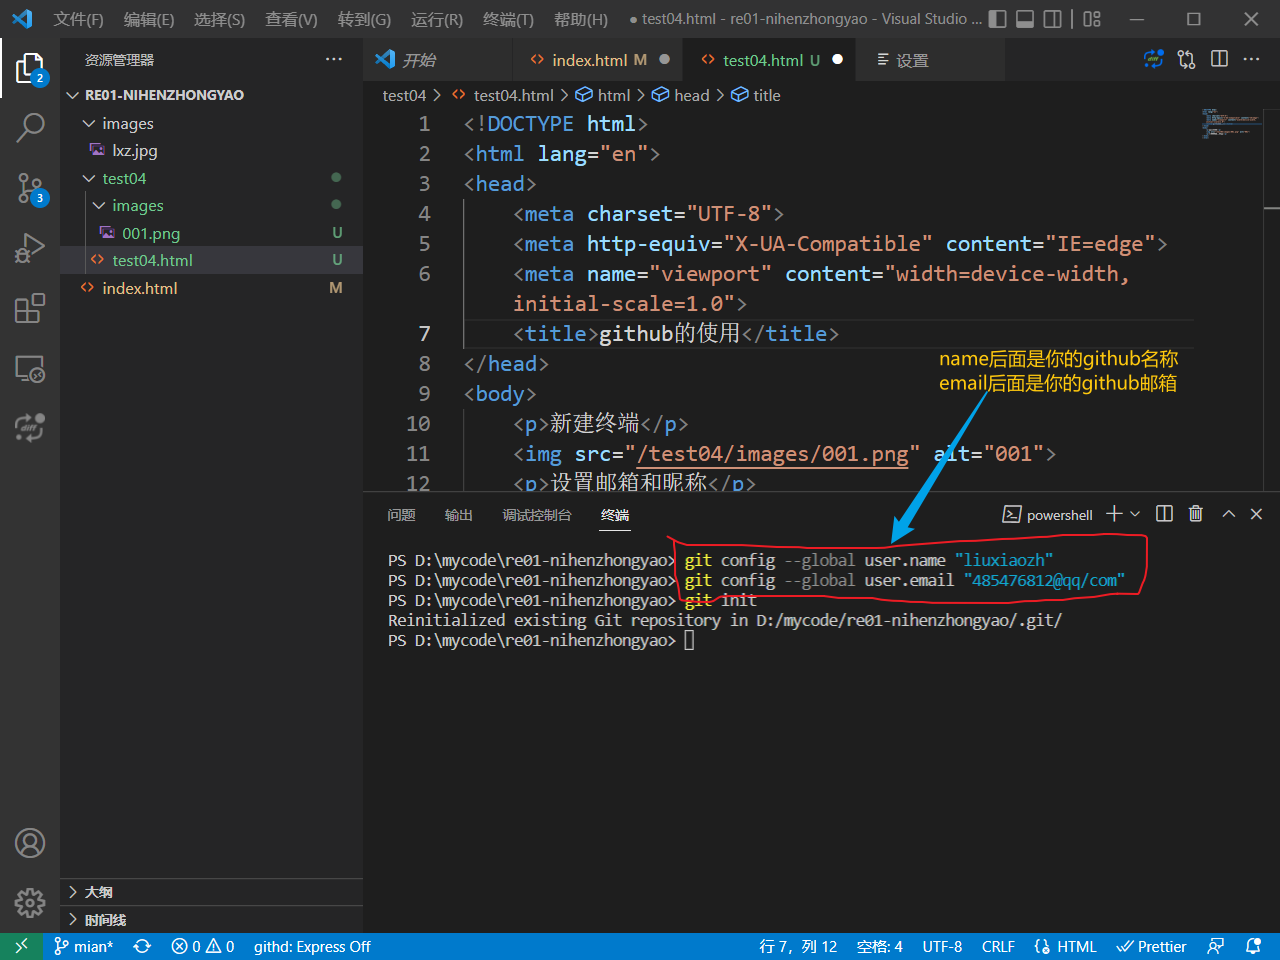 文件(F) 编辑(E) 选择(S) 查看(V) 转到(G) 运行(R) 终端(T) 帮助(H) ● test04.html - re01-nihenzhongyao - Visual Studio ...
资源管理器
RE01-NIHENZHONGYAO
images
lxz.jpg
test04
images
001.png U
test04.html U
index.html M
大纲
时间线
开始 index.html M test04.html U 设置
test04 > test04.html > html > head > title
1 <!DOCTYPE html>
2 <html lang="en">
3 <head>
4 <meta charset="UTF-8">
5 <meta http-equiv="X-UA-Compatible" content="IE=edge">
6 <meta name="viewport" content="width=device-width,
initial-scale=1.0">
7 <title>github的使用</title>
8 </head>
9 <body>
10 <p>新建终端</p>
11 <img src="/test04/images/001.png" alt="001">
12 <p>设置邮箱和昵称</p>
name后面是你的github名称
email后面是你的github邮箱
问题 输出 调试控制台 终端 powershell
PS D:\mycode\re01-nihenzhongyao> git config --global user.name "liuxiaozh"
PS D:\mycode\re01-nihenzhongyao> git config --global user.email "485476812@qq/com"
PS D:\mycode\re01-nihenzhongyao> git init
Reinitialized existing Git repository in D:/mycode/re01-nihenzhongyao/.git/
PS D:\mycode\re01-nihenzhongyao>
2
3
mian* 0 0 githd: Express Off 行 7，列 12 空格: 4 UTF-8 CRLF HTML Prettier